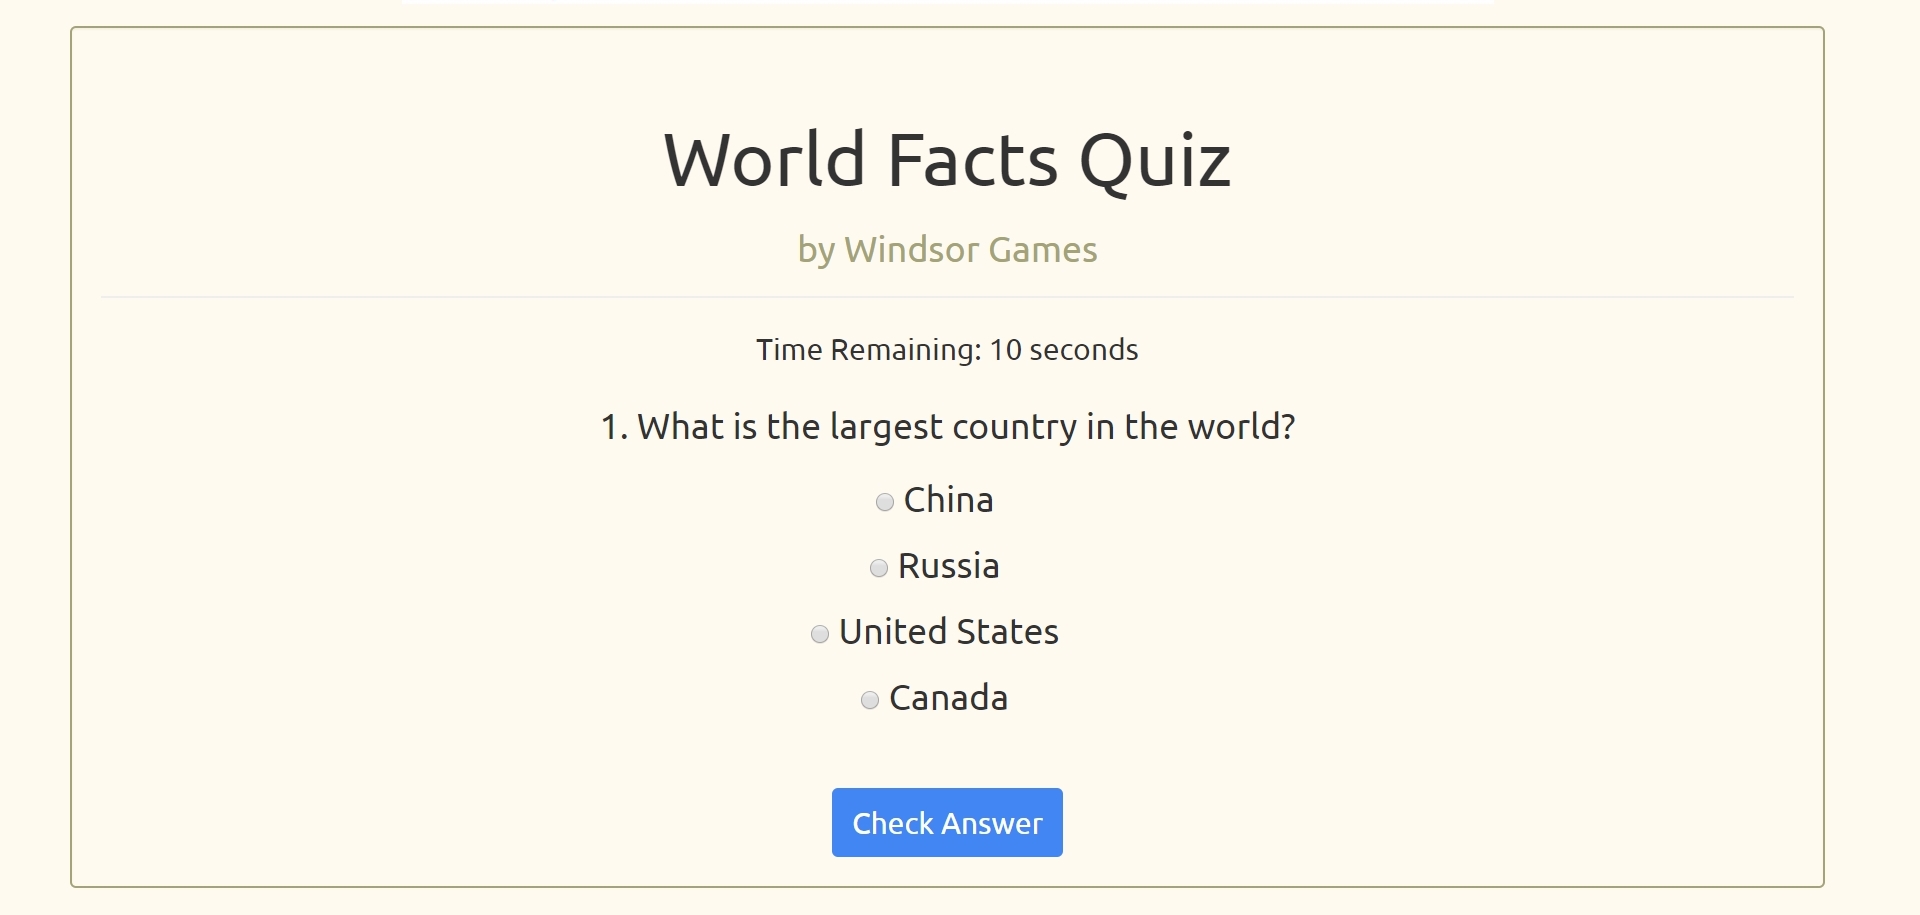 World Facts Quiz
by Windsor Games
Time Remaining: 10 seconds
1. What is the largest country in the world?
China
Russia
United States
Canada
Check Answer